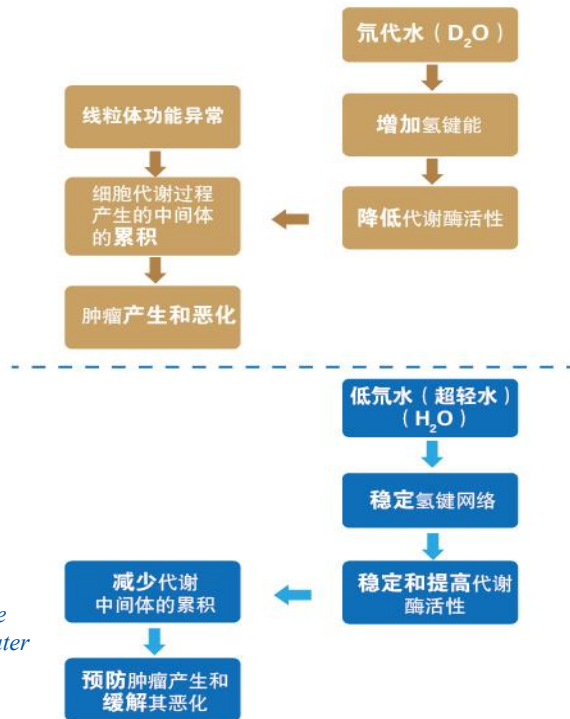 氘代水（D₂O）
增加氢键能
降低代谢酶活性
线粒体功能异常
细胞代谢过程
产生的中间体
的累积
肿瘤产生和恶化
低氘水（超轻水）
（H₂O）
稳定氢键网络
稳定和提高代谢
酶活性
减少代谢
中间体的累积
预防肿瘤产生和
缓解其恶化